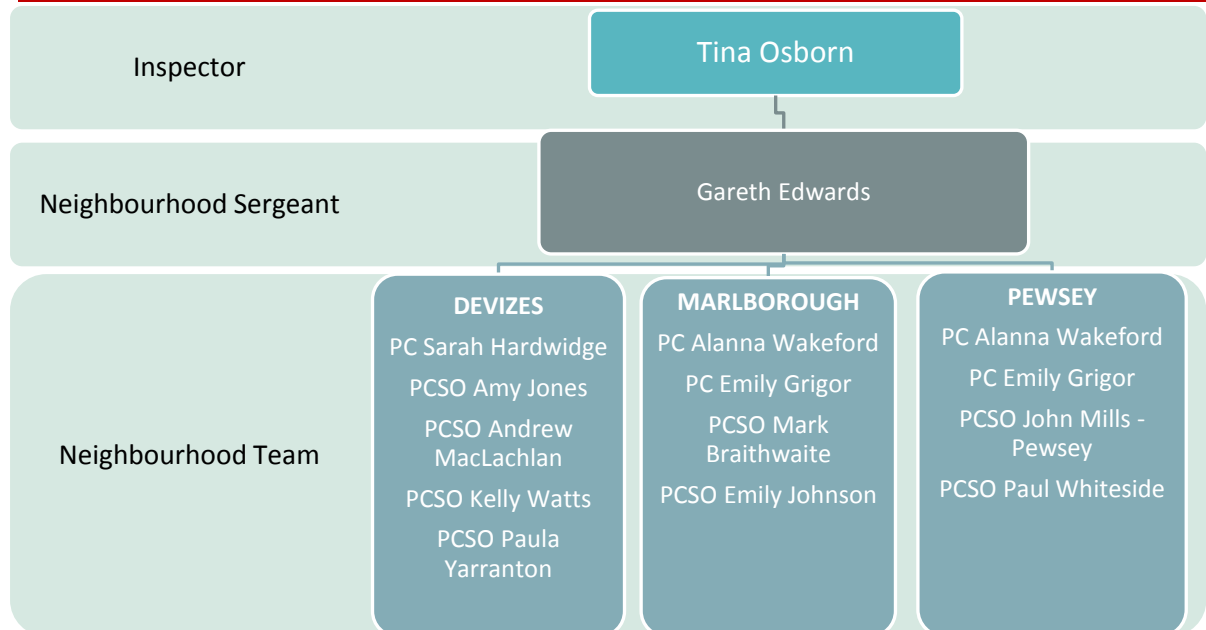 Inspector
Tina Osborn
Neighbourhood Sergeant
Gareth Edwards
Neighbourhood Team
DEVIZES
PC Sarah Hardwidge
PCSO Amy Jones
PCSO Andrew
MacLachlan
PCSO Kelly Watts
PCSO Paula
Yarranton
MARLBOROUGH
PC Alanna Wakeford
PC Emily Grigor
PCSO Mark
Braithwaite
PCSO Emily Johnson
PEWSEY
PC Alanna Wakeford
PC Emily Grigor
PCSO John Mills -
Pewsey
PCSO Paul Whiteside